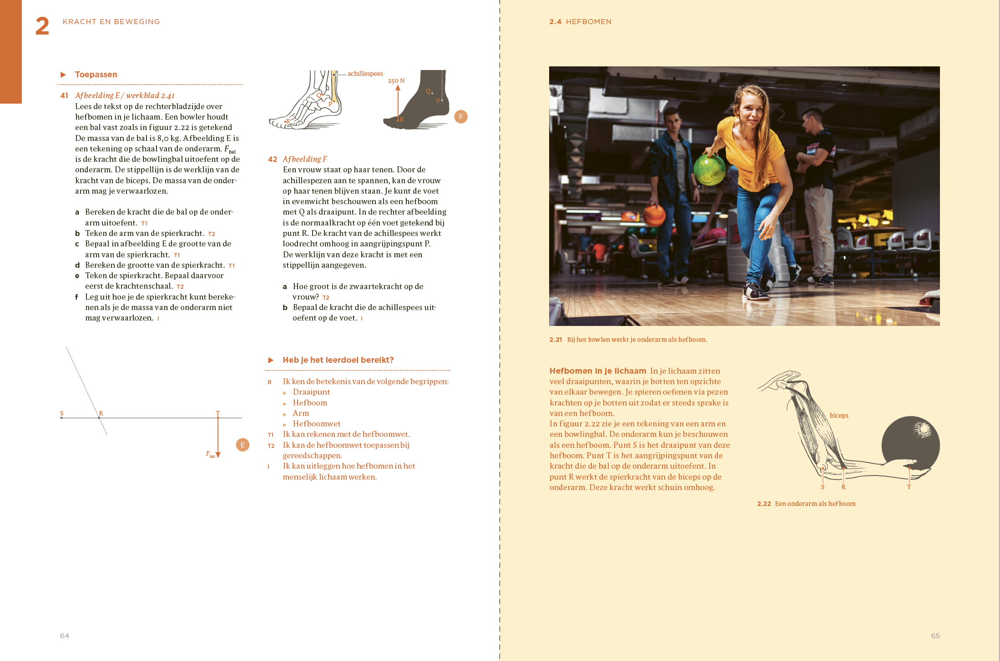 2 KRACHT EN BEWEGING
Toepassen
41 Afbeelding E / werkblad 2.41
Lees de tekst op de rechterbladzijde over
hefbomen in je lichaam. Een bowler houdt
een bal vast zoals in figuur 2.22 is getekend
De massa van de bal is 8,0 kg. Afbeelding E is
een tekening op schaal van de onderarm. Fbal
is de kracht die de bowlingbal uitoefent op de
onderarm. De stippellijn is de werklijn van de
kracht van de biceps. De massa van de onder-
arm mag je verwaarlozen.
a Bereken de kracht die de bal op de onder-
arm uitoefent. T1
b Teken de arm van de spierkracht. T2
c Bepaal in afbeelding E de grootte van de
arm van de spierkracht. T1
d Bereken de grootte van de spierkracht. T1
e Teken de spierkracht. Bepaal daarvoor
eerst de krachtenschaal. T2
f Leg uit hoe je de spierkracht kunt bereke-
nen als je de massa van de onderarm niet
mag verwaarlozen. I
S R T
Fbal
E
achillespees
250 N
Q
P
R
Q
P
R
F
42 Afbeelding F
Een vrouw staat op haar tenen. Door de
achillespezen aan te spannen, kan de vrouw
op haar tenen blijven staan. Je kunt de voet
in evenwicht beschouwen als een hefboom
met Q als draaipunt. In de rechter afbeelding
is de normaalkracht op één voet getekend bij
punt R. De kracht van de achillespees werkt
loodrecht omhoog in aangrijpingspunt P.
De werklijn van deze kracht is met een
stippellijn aangegeven.
a Hoe groot is de zwaartekracht op de
vrouw? T2
b Bepaal de kracht die de achillespees uit-
oefent op de voet. I
Heb je het leerdoel bereikt?
R Ik ken de betekenis van de volgende begrippen:
Draaipunt
Hefboom
Arm
Hefboomwet
T1 Ik kan rekenen met de hefboomwet.
T2 Ik kan de hefboomwet toepassen bij
gereedschappen.
I Ik kan uitleggen hoe hefbomen in het
menselijk lichaam werken.
64
2.4 HEFBOMEN
2.21 Bij het bowlen werkt je onderarm als hefboom.
Hefbomen in je lichaam In je lichaam zitten
veel draaipunten, waarin je botten ten opzichte
van elkaar bewegen. Je spieren oefenen via pezen
krachten op je botten uit zodat er steeds sprake is
van een hefboom.
In figuur 2.22 zie je een tekening van een arm en
een bowlingbal. De onderarm kun je beschouwen
als een hefboom. Punt S is het draaipunt van deze
hefboom. Punt T is het aangrijpingspunt van de
kracht die de bal op de onderarm uitoefent. In
punt R werkt de spierkracht van de biceps op de
onderarm. Deze kracht werkt schuin omhoog.
biceps
S R T
2.22 Een onderarm als hefboom
65